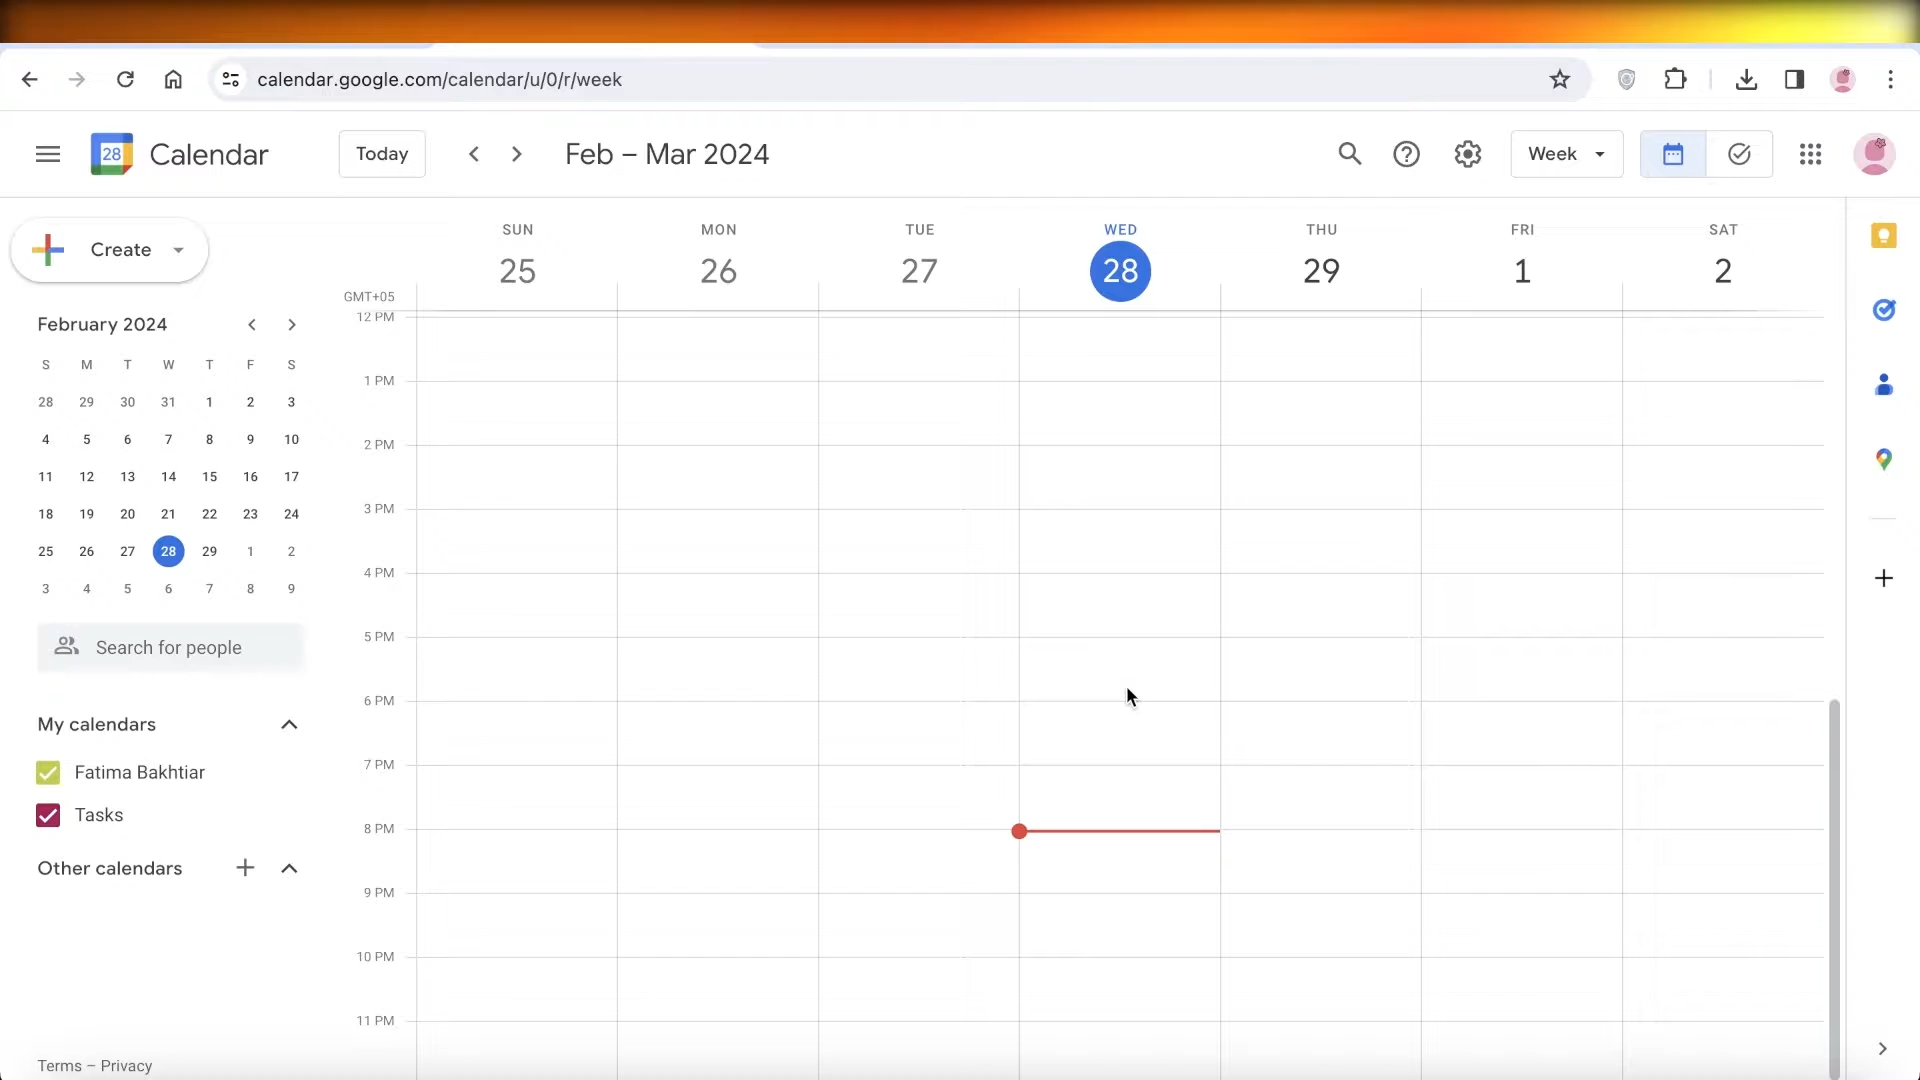 calendar.google.com/calendar/u/0/r/week
28 Calendar Today Feb – Mar 2024 Week
Create
SUN MON TUE WED THU FRI SAT
25 26 27 28 29 1 2
GMT+05
February 2024
S M T W T F S
28 29 30 31 1 2 3
4 5 6 7 8 9 10
11 12 13 14 15 16 17
18 19 20 21 22 23 24
25 26 27 28 29 1 2
3 4 5 6 7 8 9
Search for people
My calendars
Fatima Bakhtiar
Tasks
Other calendars
Terms – Privacy
12 PM
1 PM
2 PM
3 PM
4 PM
5 PM
6 PM
7 PM
8 PM
9 PM
10 PM
11 PM